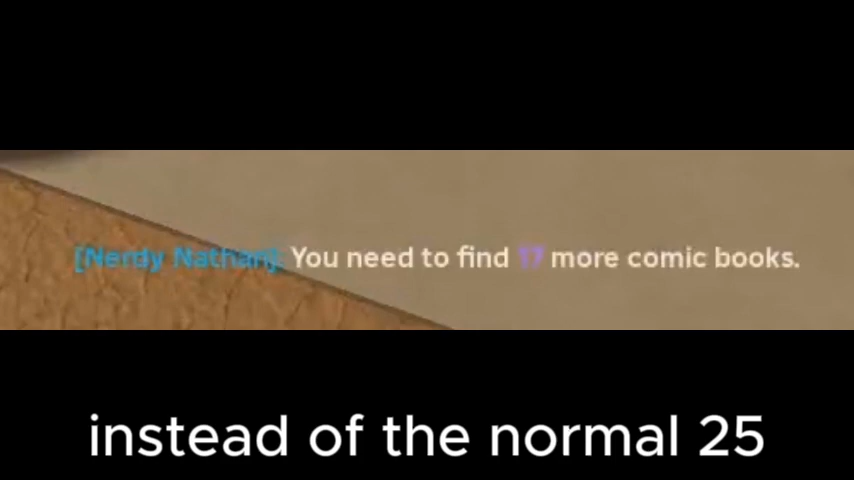 [Nerdy Nathan]: You need to find 17 more comic books.
instead of the normal 25